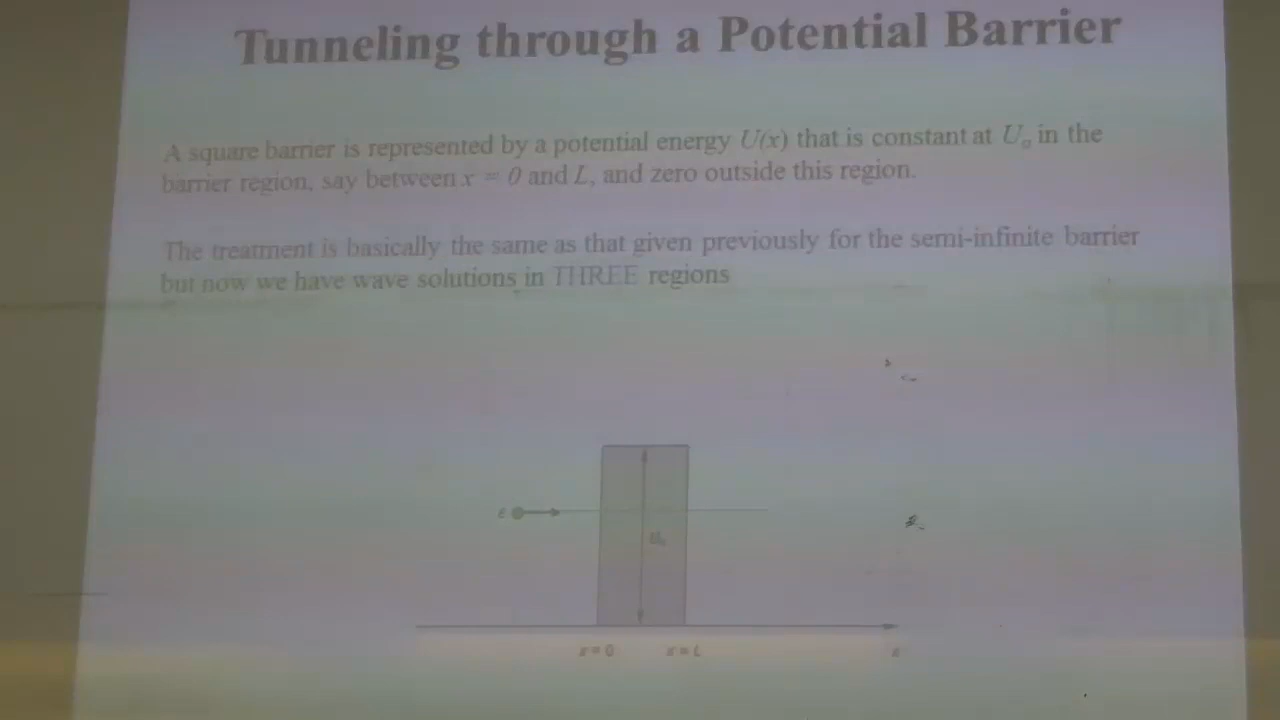 Tunneling through a Potential Barrier
A square barrier is represented by a potential energy U(x) that is constant at U₀ in the
barrier region, say between x = 0 and L, and zero outside this region.
The treatment is basically the same as that given previously for the semi-infinite barrier
but now we have wave solutions in THREE regions
E
U₀
x = 0
x = L
x